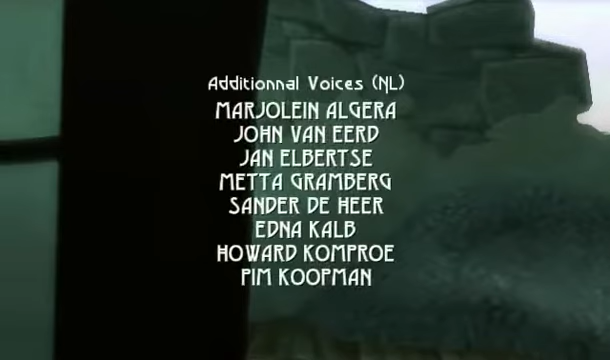 Additionnal Voices (NL)
MARJOLEIN ALGERA
JOHN VAN EERD
JAN ELBERTSE
METTA GRAMBERG
SANDER DE HEER
EDNA KALB
HOWARD KOMPROE
PIM KOOPMAN